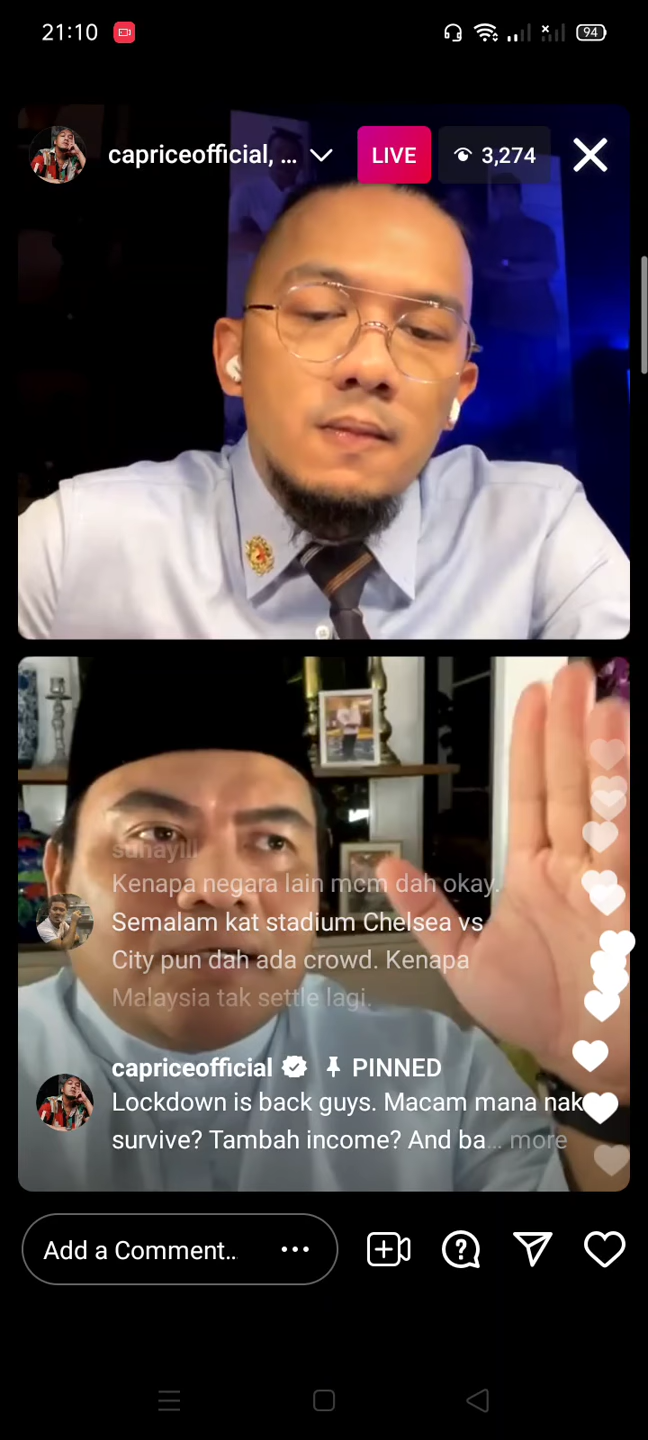 21:10
94
capriceofficial, ...
LIVE
3,274
suhayill
Kenapa negara lain mcm dah okay.
Semalam kat stadium Chelsea vs
City pun dah ada crowd. Kenapa
Malaysia tak settle lagi.
capriceofficial PINNED
Lockdown is back guys. Macam mana nak
survive? Tambah income? And ba... more
Add a Comment..